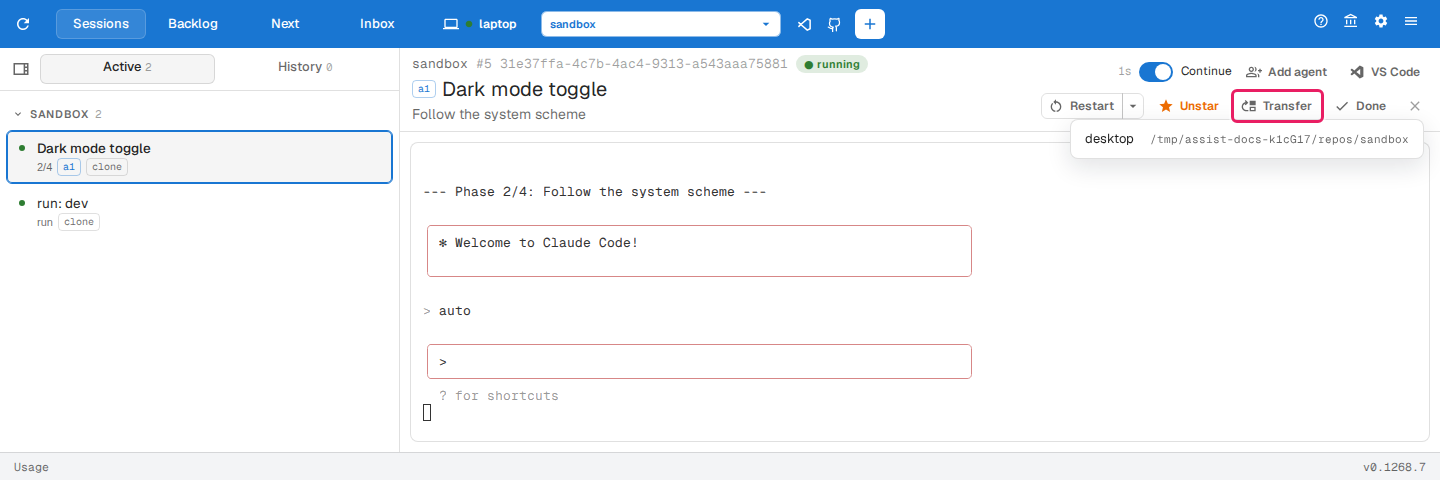 Sessions Backlog Next Inbox laptop sandbox
Active 2 History 0
SANDBOX 2
Dark mode toggle
2/4 a1 clone
run: dev
run clone
sandbox #5 31e37ffa-4c7b-4ac4-9313-a543aaa75881 running
a1 Dark mode toggle
Follow the system scheme
1s Continue Add agent VS Code
Restart Unstar Transfer Done
desktop /tmp/assist-docs-k1cG17/repos/sandbox
--- Phase 2/4: Follow the system scheme ---
✻ Welcome to Claude Code!
> auto
>
? for shortcuts
Usage v0.1268.7